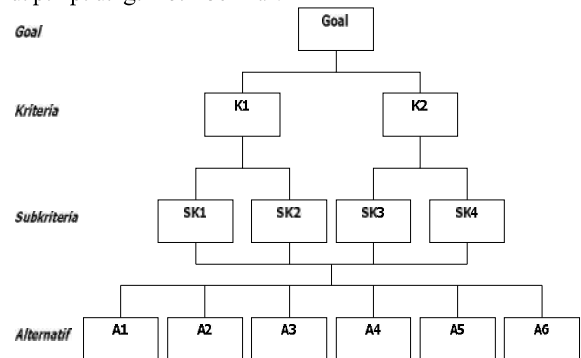 Goal Goal
Kriteria K1 K2
Subkriteria SK1 SK2 SK3 SK4
Alternatif A1 A2 A3 A4 A5 A6